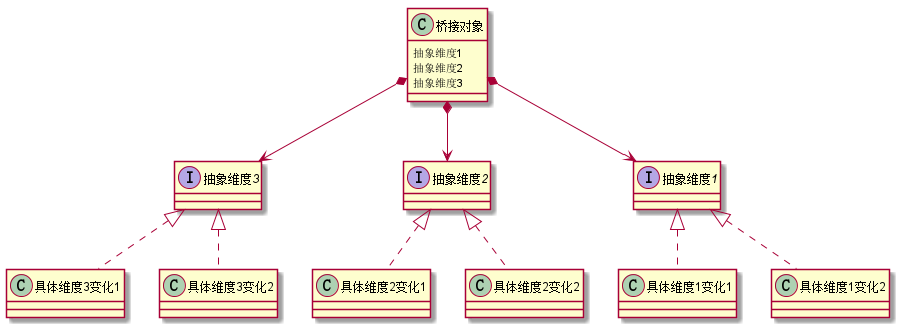 C 桥接对象
抽象维度1
抽象维度2
抽象维度3
I 抽象维度3
I 抽象维度2
I 抽象维度1
C 具体维度3变化1
C 具体维度3变化2
C 具体维度2变化1
C 具体维度2变化2
C 具体维度1变化1
C 具体维度1变化2